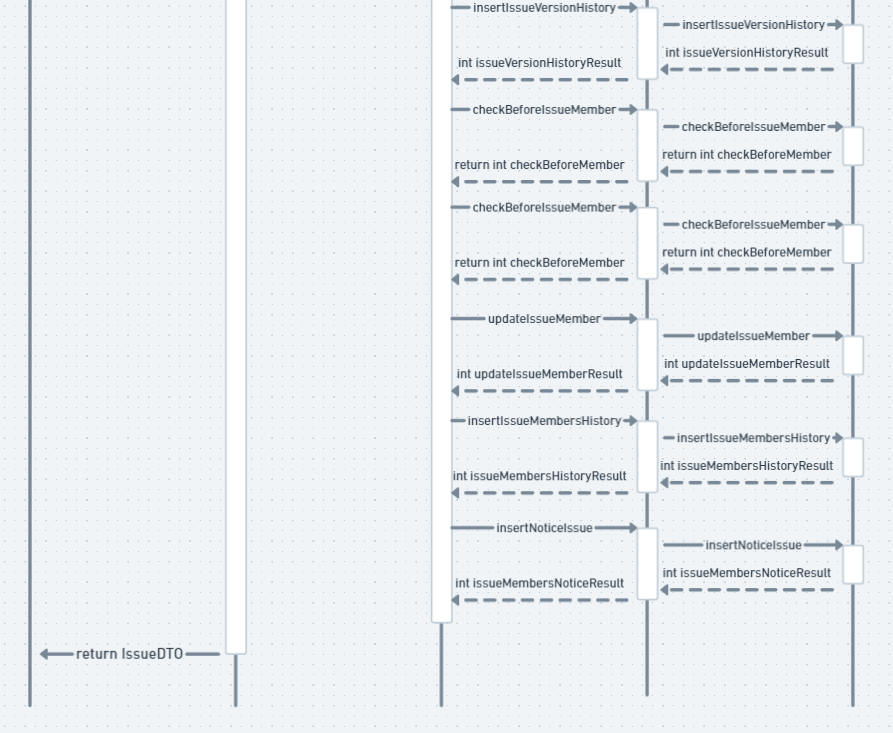 insertIssueVersionHistory
insertIssueVersionHistory
int issueVersionHistoryResult
int issueVersionHistoryResult
checkBeforeIssueMember
checkBeforeIssueMember
return int checkBeforeMember
return int checkBeforeMember
checkBeforeIssueMember
checkBeforeIssueMember
return int checkBeforeMember
return int checkBeforeMember
updateIssueMember
updateIssueMember
int updateIssueMemberResult
int updateIssueMemberResult
insertIssueMembersHistory
insertIssueMembersHistory
int issueMembersHistoryResult
int issueMembersHistoryResult
insertNoticeIssue
insertNoticeIssue
int issueMembersNoticeResult
int issueMembersNoticeResult
return IssueDTO